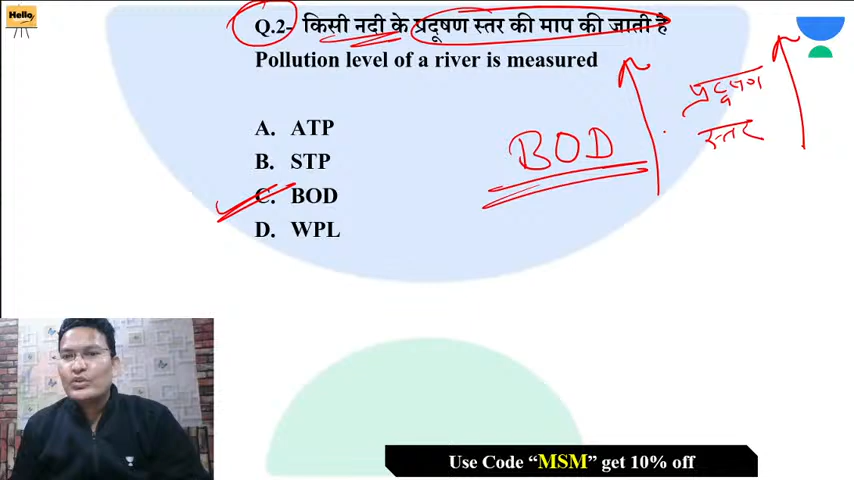 Hello
Q.2- किसी नदी के प्रदूषण स्तर की माप की जाती है
Pollution level of a river is measured
A. ATP
B. STP
C. BOD
D. WPL
BOD
प्रदूषण
स्तर
Use Code “MSM” get 10% off